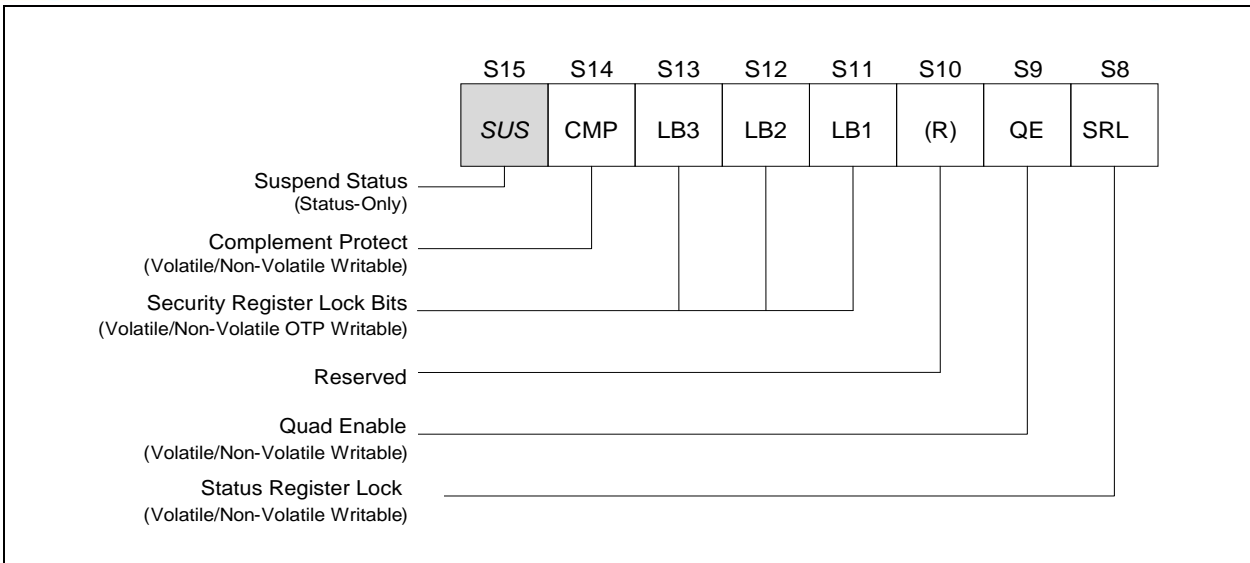 S15 S14 S13 S12 S11 S10 S9 S8
SUS CMP LB3 LB2 LB1 (R) QE SRL
Suspend Status
(Status-Only)
Complement Protect
(Volatile/Non-Volatile Writable)
Security Register Lock Bits
(Volatile/Non-Volatile OTP Writable)
Reserved
Quad Enable
(Volatile/Non-Volatile Writable)
Status Register Lock
(Volatile/Non-Volatile Writable)